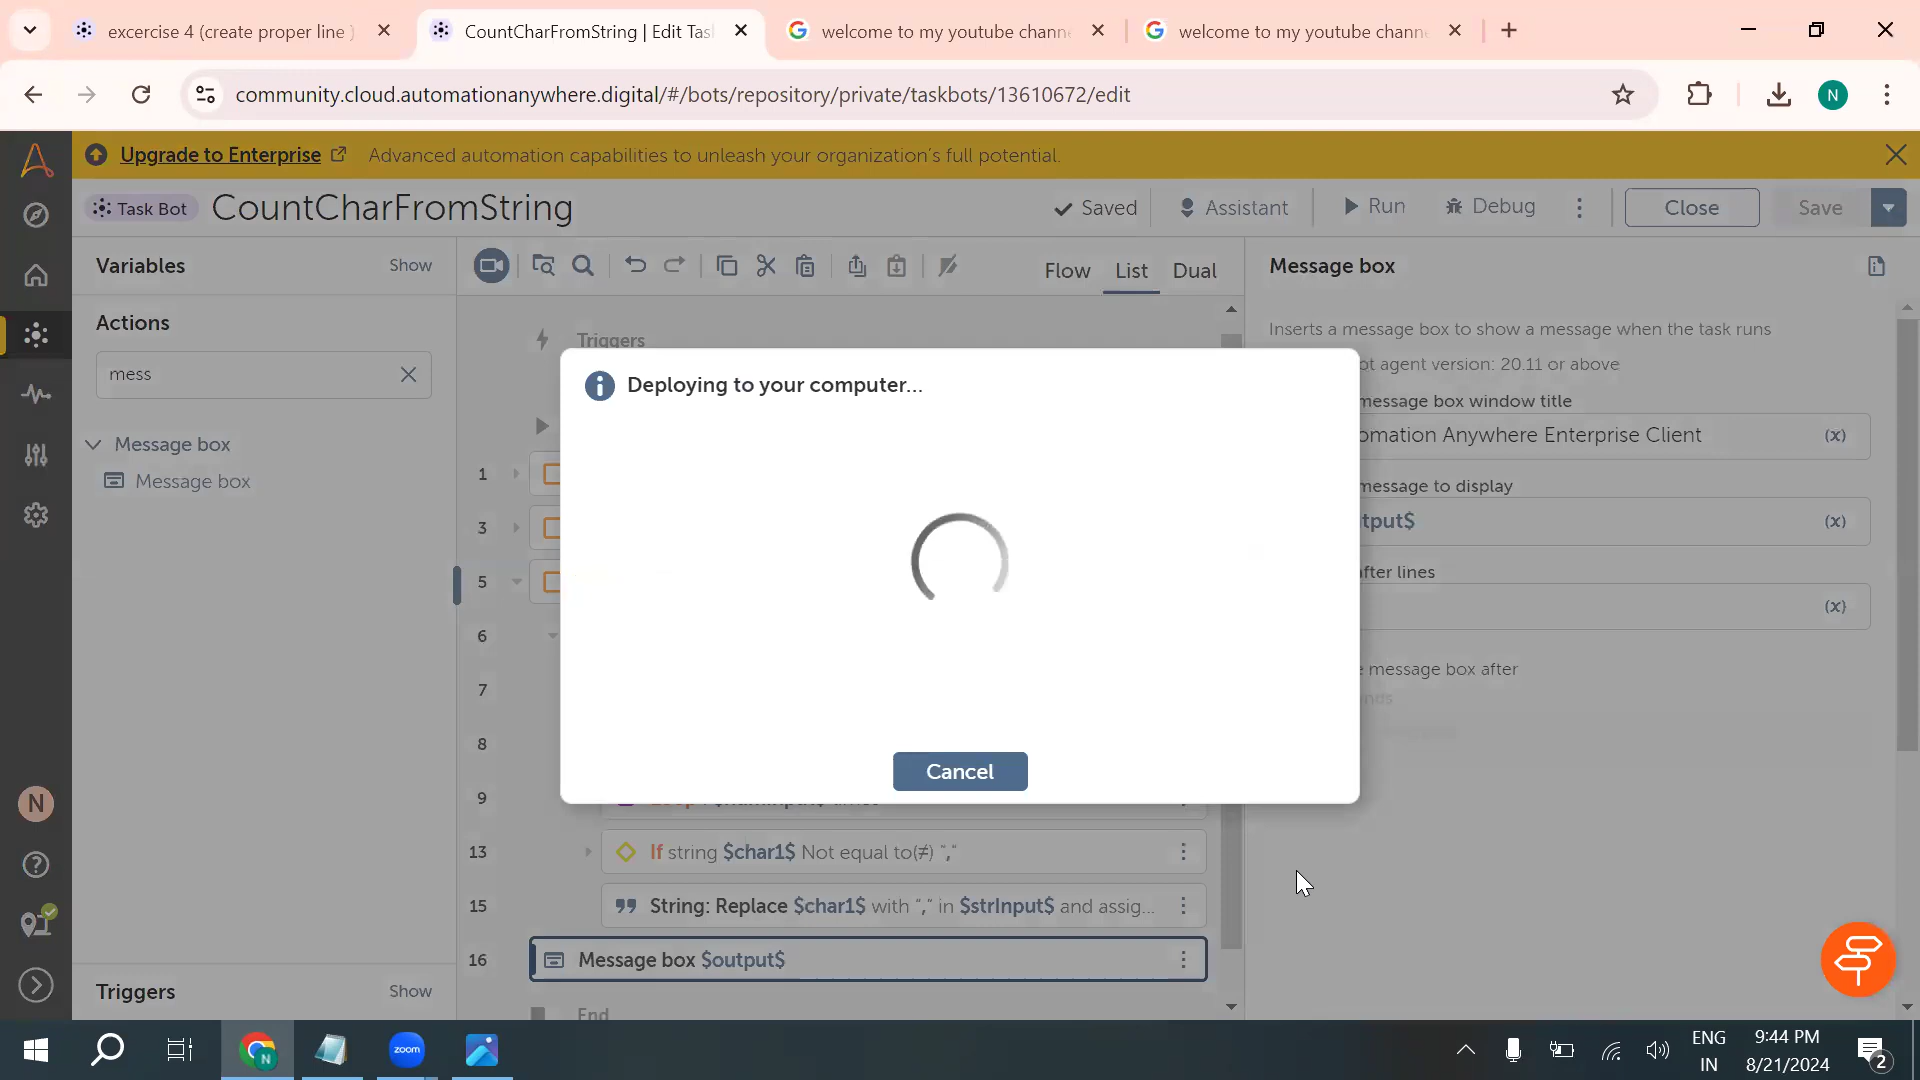 excercise 4 (create proper line )
CountCharFromString | Edit Tas
welcome to my youtube chann
welcome to my youtube chann
community.cloud.automationanywhere.digital/#/bots/repository/private/taskbots/13610672/edit
N
Upgrade to Enterprise
Advanced automation capabilities to unleash your organization's full potential.
Task Bot
CountCharFromString
Saved
Assistant
Run
Debug
Close
Save
Variables
Show
Flow
List
Dual
Message box
Actions
mess
Message box
Message box
Triggers
Inserts a message box to show a message when the task runs
ot agent version: 20.11 or above
message box window title
omation Anywhere Enterprise Client
(x)
message to display
tput$
(x)
after lines
(x)
e message box after
nds
Deploying to your computer...
Cancel
1
3
5
6
7
8
9
13
If string $char1$ Not equal to(≠) ","
15
String: Replace $char1$ with "," in $strInput$ and assig...
16
Message box $output$
End
N
Triggers
Show
zoom
N
ENG
IN
9:44 PM
8/21/2024
2